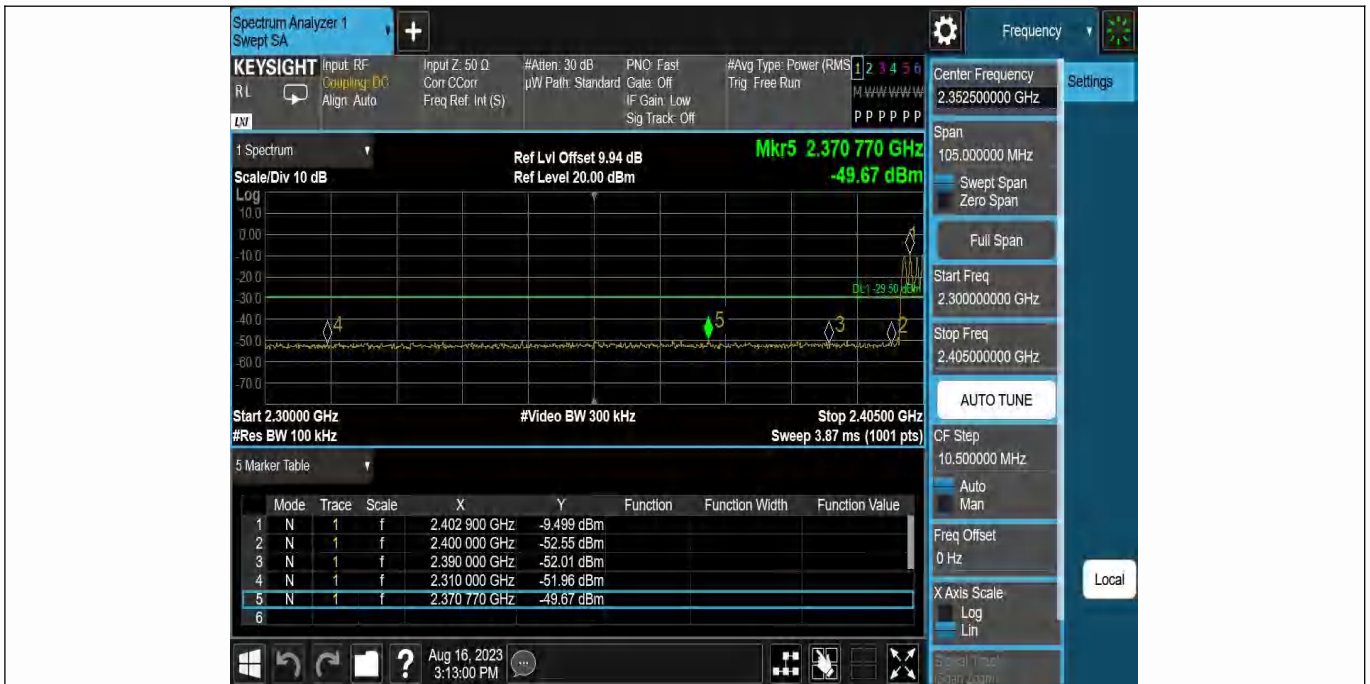 Spectrum Analyzer 1
Swept SA
+
Frequency
KEYSIGHT
RL
LXI
Input: RF
Coupling: DC
Align: Auto
Input Z: 50 Ω
Corr CCorr
Freq Ref: Int (S)
#Atten: 30 dB
µW Path: Standard
PNO: Fast
Gate: Off
IF Gain: Low
Sig Track: Off
#Avg Type: Power (RMS
Trig: Free Run
1 2 3 4 5 6
M W W W W W
P P P P P P
1 Spectrum
Scale/Div 10 dB
Ref Lvl Offset 9.94 dB
Ref Level 20.00 dBm
Mkr5 2.370 770 GHz
-49.67 dBm
Log
10.0
0.00
-10.0
-20.0
-30.0
-40.0
-50.0
-60.0
-70.0
DL1 -29.50 dBm
1
4
5
3
2
Start 2.30000 GHz
#Video BW 300 kHz
Stop 2.40500 GHz
#Res BW 100 kHz
Sweep 3.87 ms (1001 pts)
5 Marker Table
Mode Trace Scale X Y Function Function Width Function Value
1 N 1 f 2.402 900 GHz -9.499 dBm
2 N 1 f 2.400 000 GHz -52.55 dBm
3 N 1 f 2.390 000 GHz -52.01 dBm
4 N 1 f 2.310 000 GHz -51.96 dBm
5 N 1 f 2.370 770 GHz -49.67 dBm
6
?
Aug 16, 2023
3:13:00 PM
Center Frequency
2.352500000 GHz
Settings
Span
105.000000 MHz
Swept Span
Zero Span
Full Span
Start Freq
2.300000000 GHz
Stop Freq
2.405000000 GHz
AUTO TUNE
CF Step
10.500000 MHz
Auto
Man
Freq Offset
0 Hz
Local
X Axis Scale
Log
Lin
Signal Track
(Span Zoom)